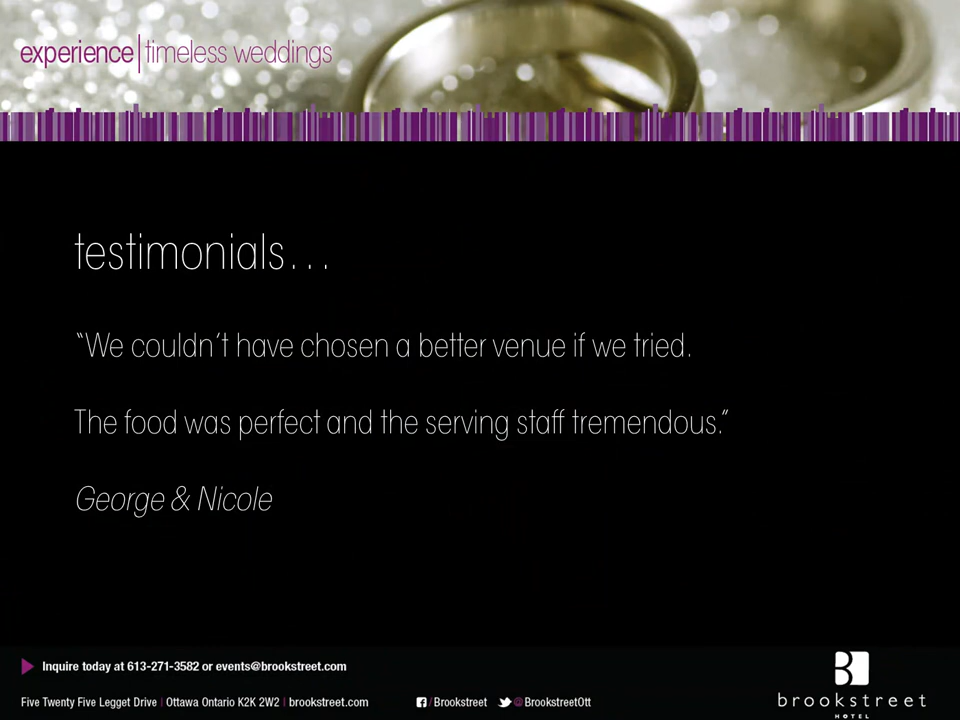 experience|timeless weddings
testimonials...
“We couldn’t have chosen a better venue if we tried.
The food was perfect and the serving staff tremendous.”
George & Nicole
Inquire today at 613-271-3582 or events@brookstreet.com
Five Twenty Five Legget Drive | Ottawa Ontario K2K 2W2 | brookstreet.com f / Brookstreet @ BrookstreetOtt
B
brookstreet
HOTEL